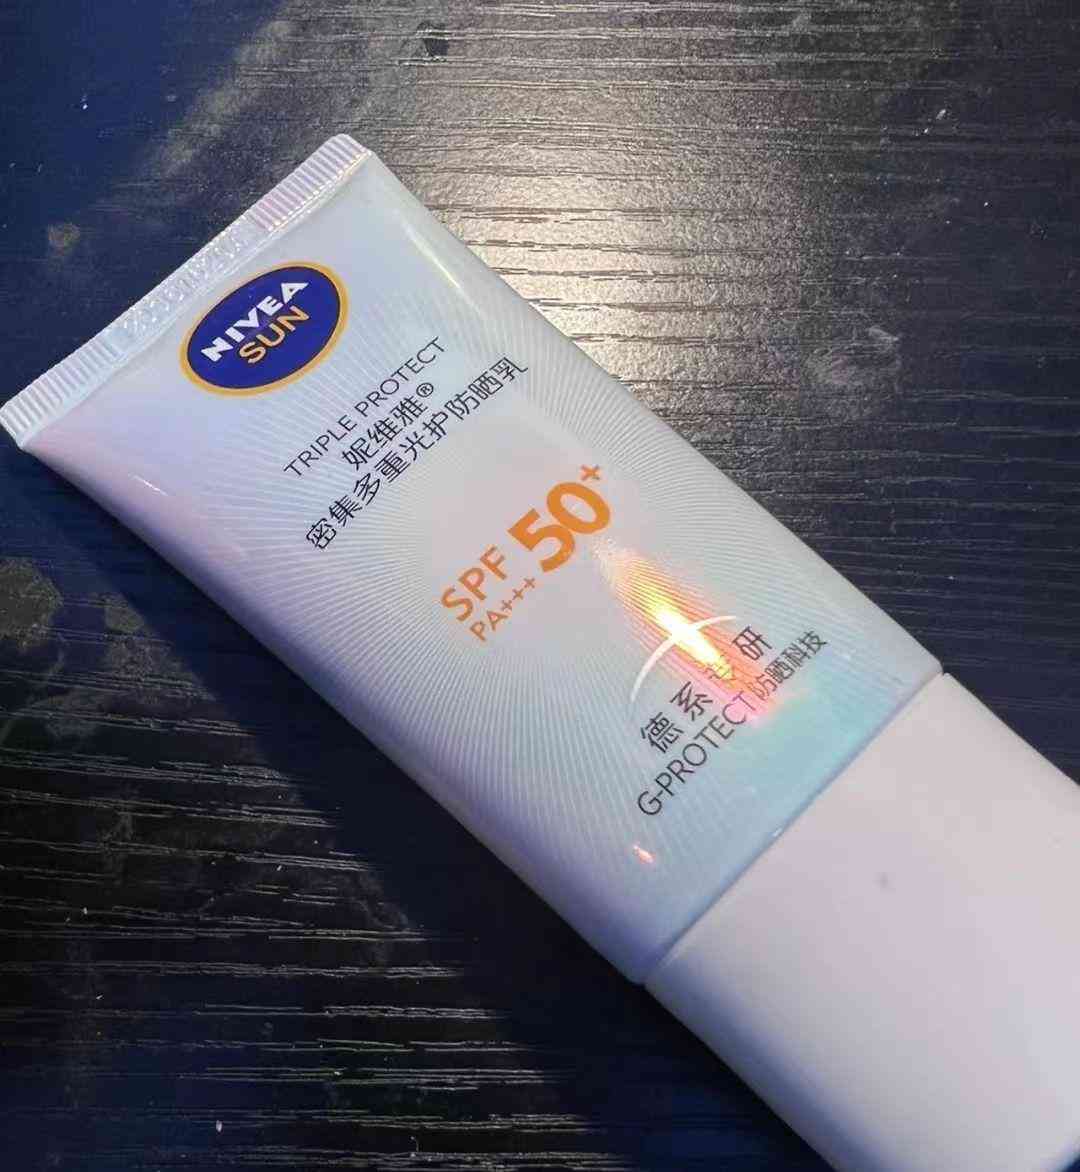 NIVEA
SUN
TRIPLE PROTECT
妮维雅®
密集多重光护防晒乳
SPF 50+
PA+++
德系 研
G-PROTECT 防晒科技